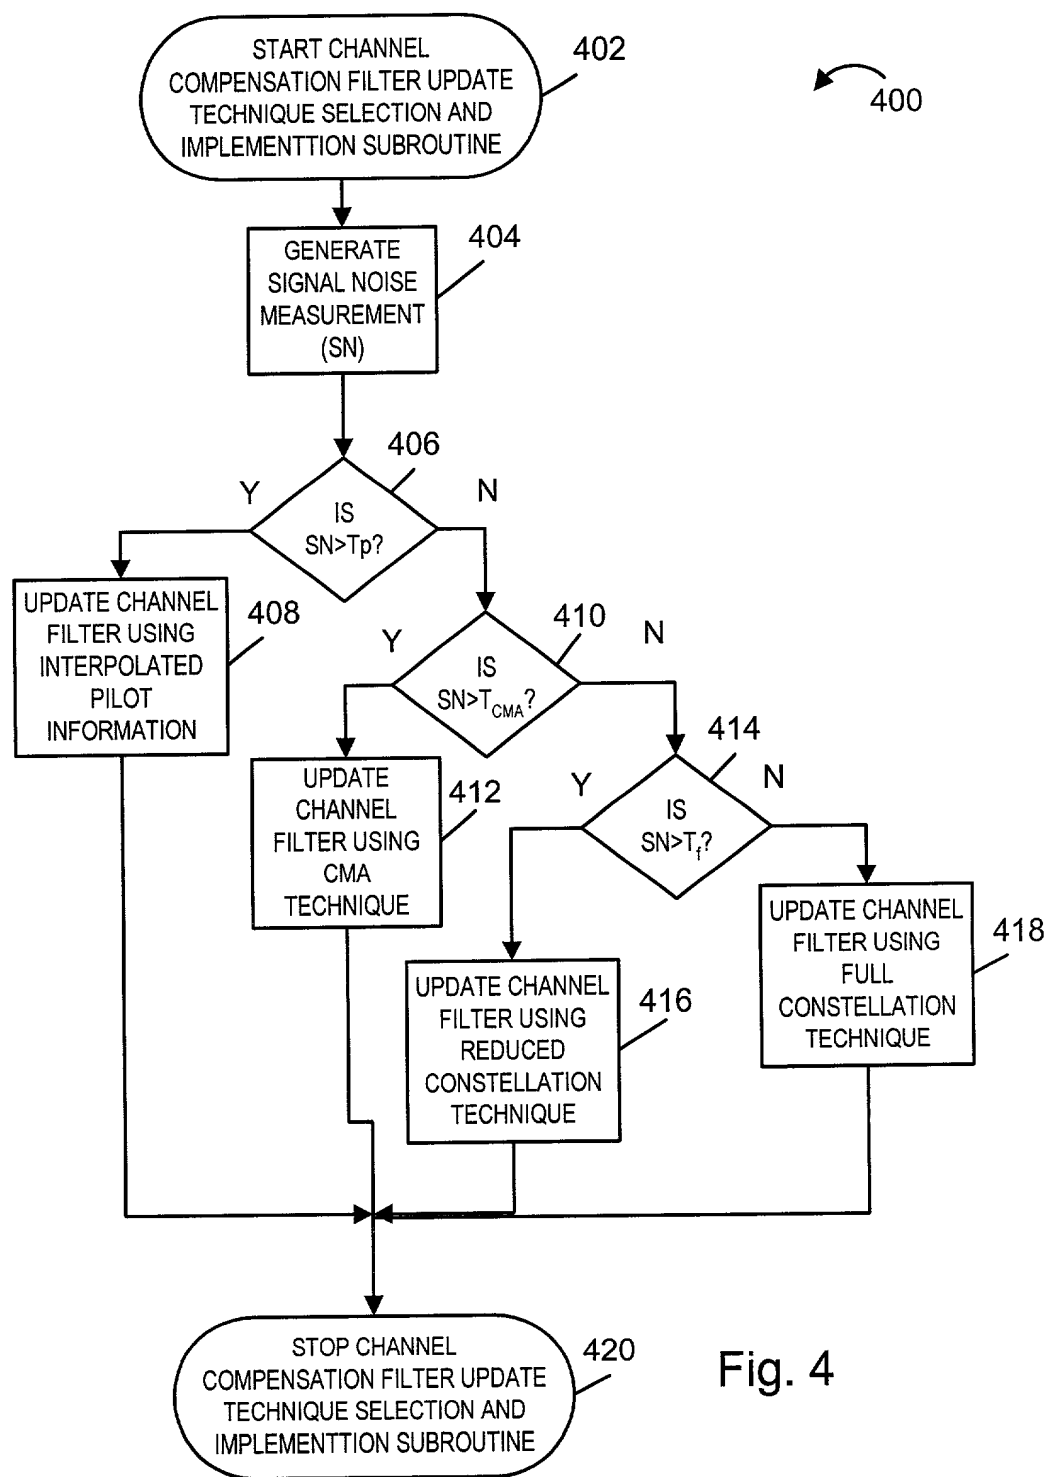 START CHANNEL
COMPENSATION FILTER UPDATE
TECHNIQUE SELECTION AND
IMPLEMENTTION SUBROUTINE
402
400
GENERATE
SIGNAL NOISE
MEASUREMENT
(SN)
404
406
Y
N
IS
SN>Tp?
UPDATE CHANNEL
FILTER USING
INTERPOLATED
PILOT
INFORMATION
408
410
Y
N
IS
SN>T_CMA?
UPDATE
CHANNEL
FILTER USING
CMA
TECHNIQUE
412
414
Y
N
IS
SN>T_f?
UPDATE CHANNEL
FILTER USING
REDUCED
CONSTELLATION
TECHNIQUE
416
UPDATE CHANNEL
FILTER USING
FULL
CONSTELLATION
TECHNIQUE
418
STOP CHANNEL
COMPENSATION FILTER UPDATE
TECHNIQUE SELECTION AND
IMPLEMENTTION SUBROUTINE
420
Fig. 4